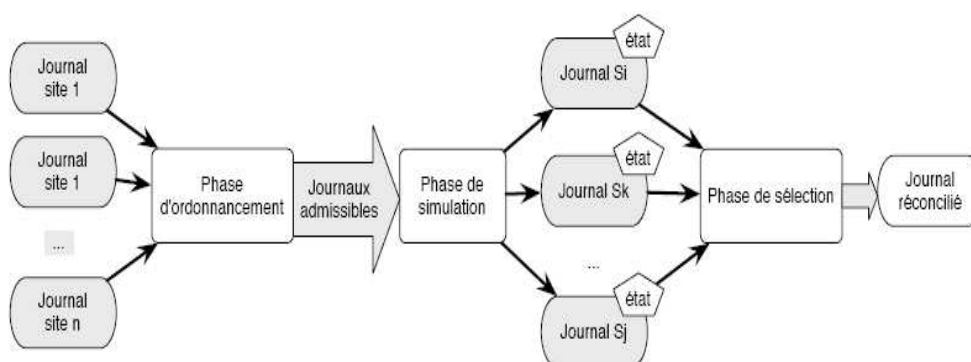 Journal
site 1
Journal
site 1
...
Journal
site n
Phase
d'ordonnancement
Journaux
admissibles
Phase de
simulation
état
Journal Si
état
Journal Sk
...
état
Journal Sj
Phase de sélection
Journal
réconcilié